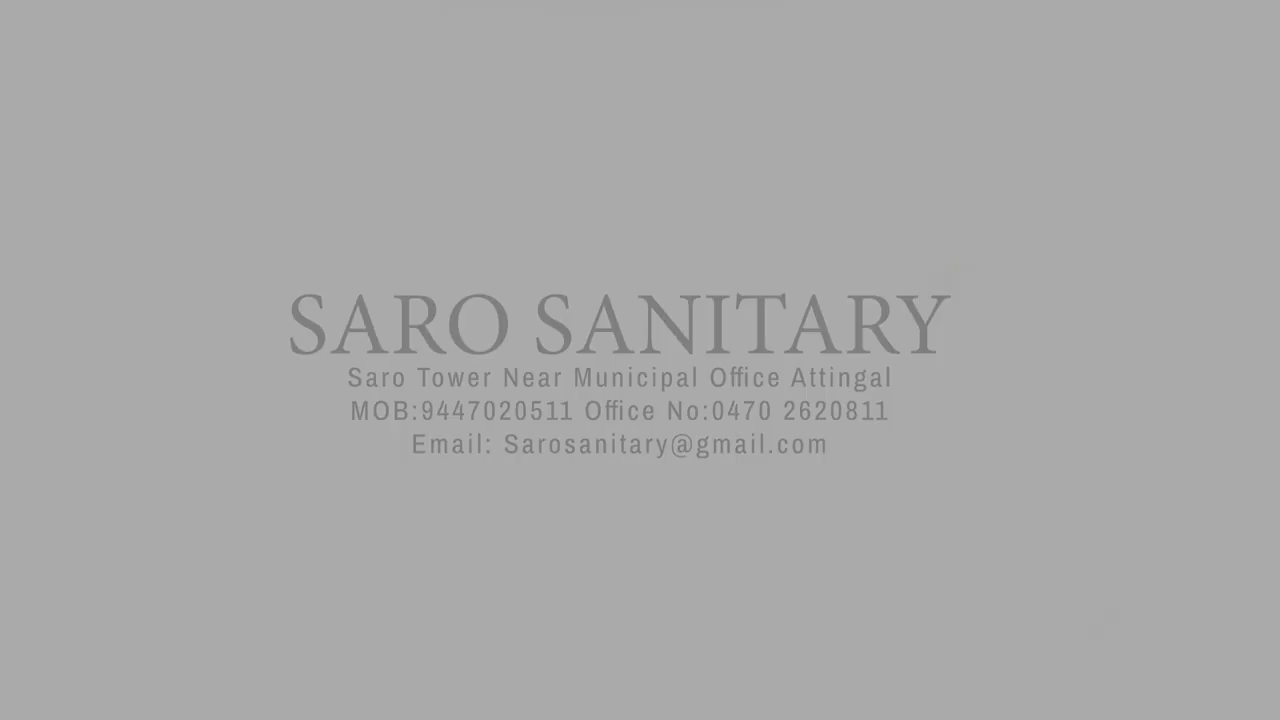 SARO SANITARY
Saro Tower Near Municipal Office Attingal
MOB:9447020511 Office No:0470 2620811
Email: Sarosanitary@gmail.com